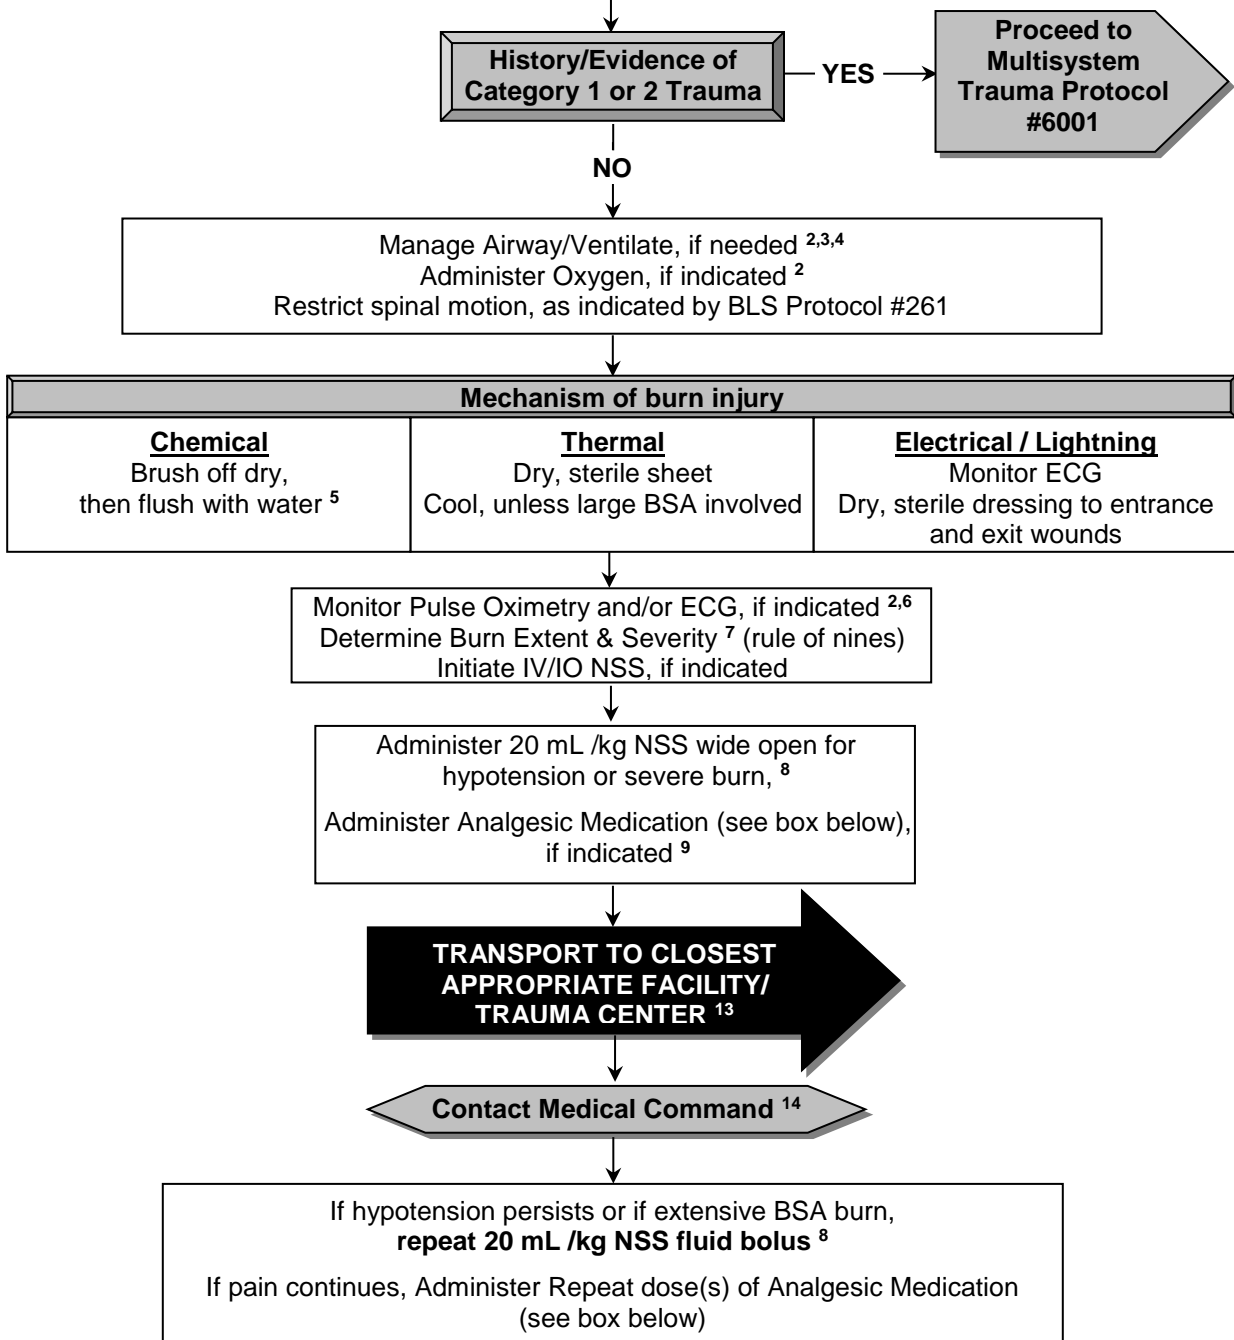 History/Evidence of
Category 1 or 2 Trauma
YES
Proceed to
Multisystem
Trauma Protocol
#6001
NO
Manage Airway/Ventilate, if needed 2,3,4
Administer Oxygen, if indicated 2
Restrict spinal motion, as indicated by BLS Protocol #261
Mechanism of burn injury
Chemical
Brush off dry,
then flush with water 5
Thermal
Dry, sterile sheet
Cool, unless large BSA involved
Electrical / Lightning
Monitor ECG
Dry, sterile dressing to entrance
and exit wounds
Monitor Pulse Oximetry and/or ECG, if indicated 2,6
Determine Burn Extent & Severity 7 (rule of nines)
Initiate IV/IO NSS, if indicated
Administer 20 mL /kg NSS wide open for
hypotension or severe burn, 8
Administer Analgesic Medication (see box below),
if indicated 9
TRANSPORT TO CLOSEST
APPROPRIATE FACILITY/
TRAUMA CENTER 13
Contact Medical Command 14
If hypotension persists or if extensive BSA burn,
repeat 20 mL /kg NSS fluid bolus 8
If pain continues, Administer Repeat dose(s) of Analgesic Medication
(see box below)